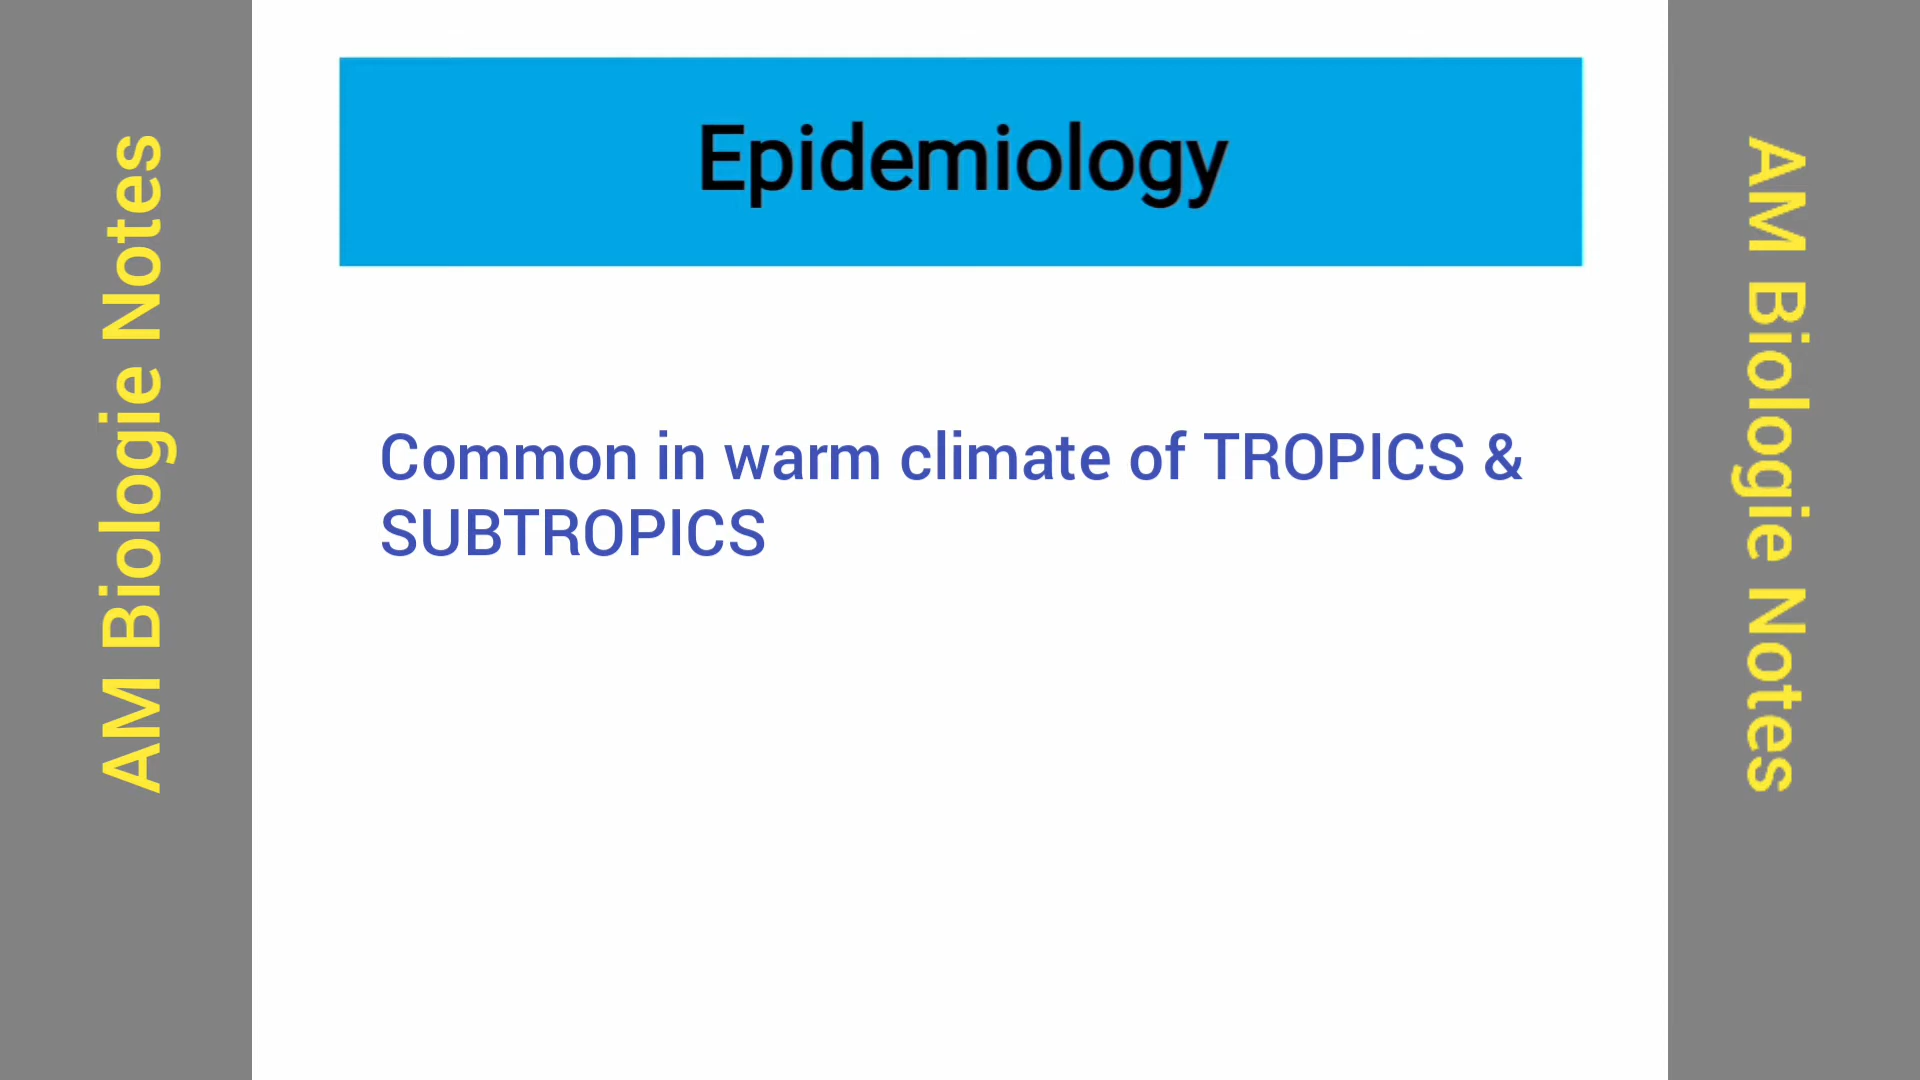 AM Biologie Notes
Epidemiology
Common in warm climate of TROPICS &
SUBTROPICS
AM Biologie Notes